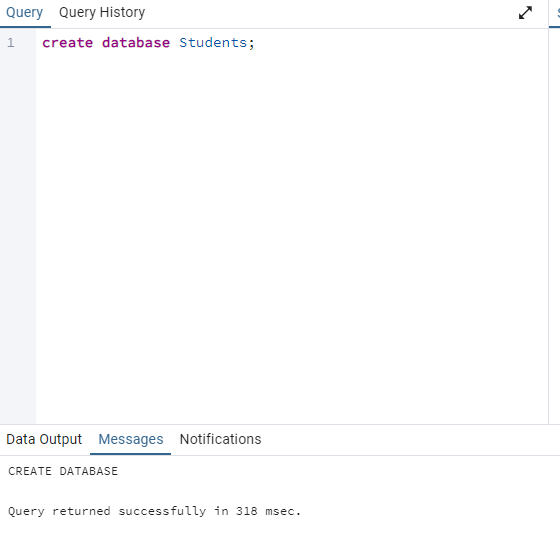 Query Query History
1 create database Students;
Data Output Messages Notifications
CREATE DATABASE
Query returned successfully in 318 msec.